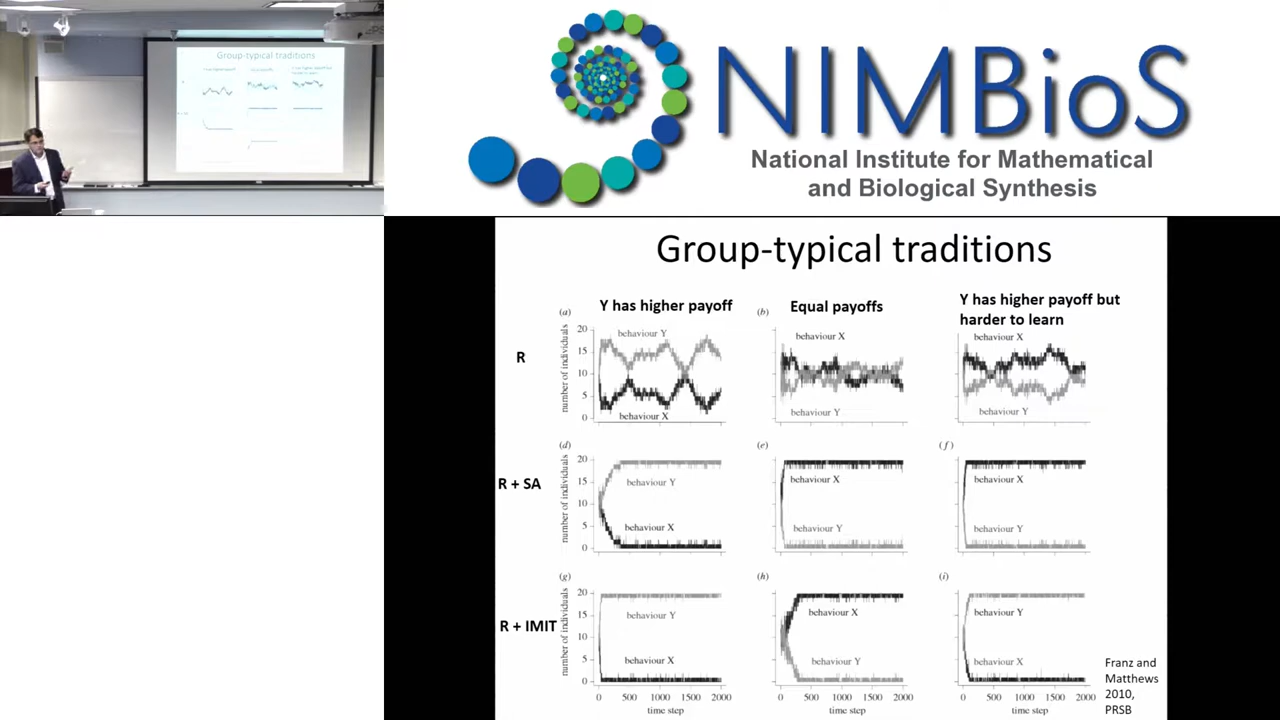 Group-typical traditions
NIMBioS
National Institute for Mathematical
and Biological Synthesis
Group-typical traditions
Y has higher payoff
Equal payoffs
Y has higher payoff but
harder to learn
R
(a)
number of individuals
20
15
10
5
0
behaviour Y
behaviour X
(b)
behaviour X
behaviour Y
behaviour X
behaviour Y
R + SA
(d)
number of individuals
20
15
10
5
0
behaviour Y
behaviour X
(e)
behaviour X
behaviour Y
(f)
behaviour X
behaviour Y
R + IMIT
(g)
number of individuals
20
15
10
5
0
behaviour Y
behaviour X
0 500 1000 1500 2000
time step
(h)
behaviour X
behaviour Y
0 500 1000 1500 2000
time step
(i)
behaviour Y
behaviour X
0 500 1000 1500 2000
time step
Franz and
Matthews
2010,
PRSB